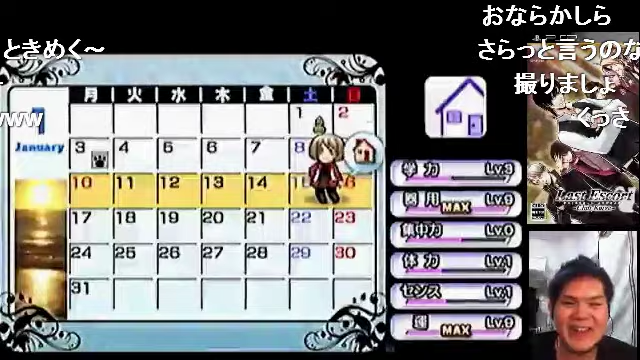 おならかしら
ときめく～
さらっと言うのな
撮りましょ
くっさ
www
1
January
月 火 水 木 金 土 日
1 2
3 4 5 6 7 8
10 11 12 13 14
17 18 19 20 21 22 23
24 25 26 27 28 29 30
31
学力 Lv.3
器用 MAX Lv.9
集中力 Lv.0
体力 Lv.1
センス Lv.1
運 MAX Lv.9
Last Escort